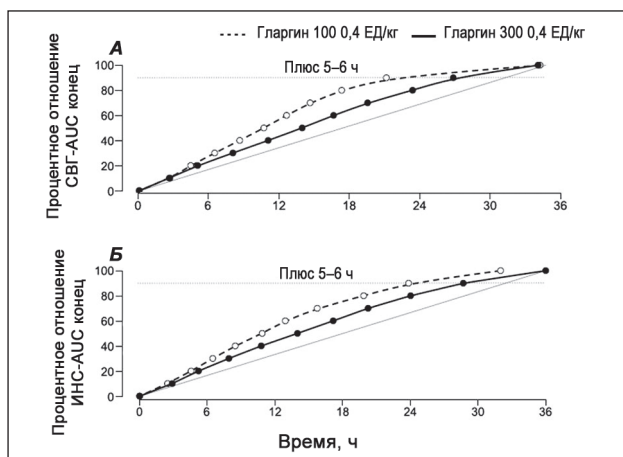 Гларгин 100 0,4 ЕД/кг Гларгин 300 0,4 ЕД/кг
А
Плюс 5–6 ч
Процентное отношение
СВГ-AUC конец
100
80
60
40
20
0
0 6 12 18 24 30 36
Б
Плюс 5–6 ч
Процентное отношение
ИНС-AUC конец
100
80
60
40
20
0
0 6 12 18 24 30 36
Время, ч